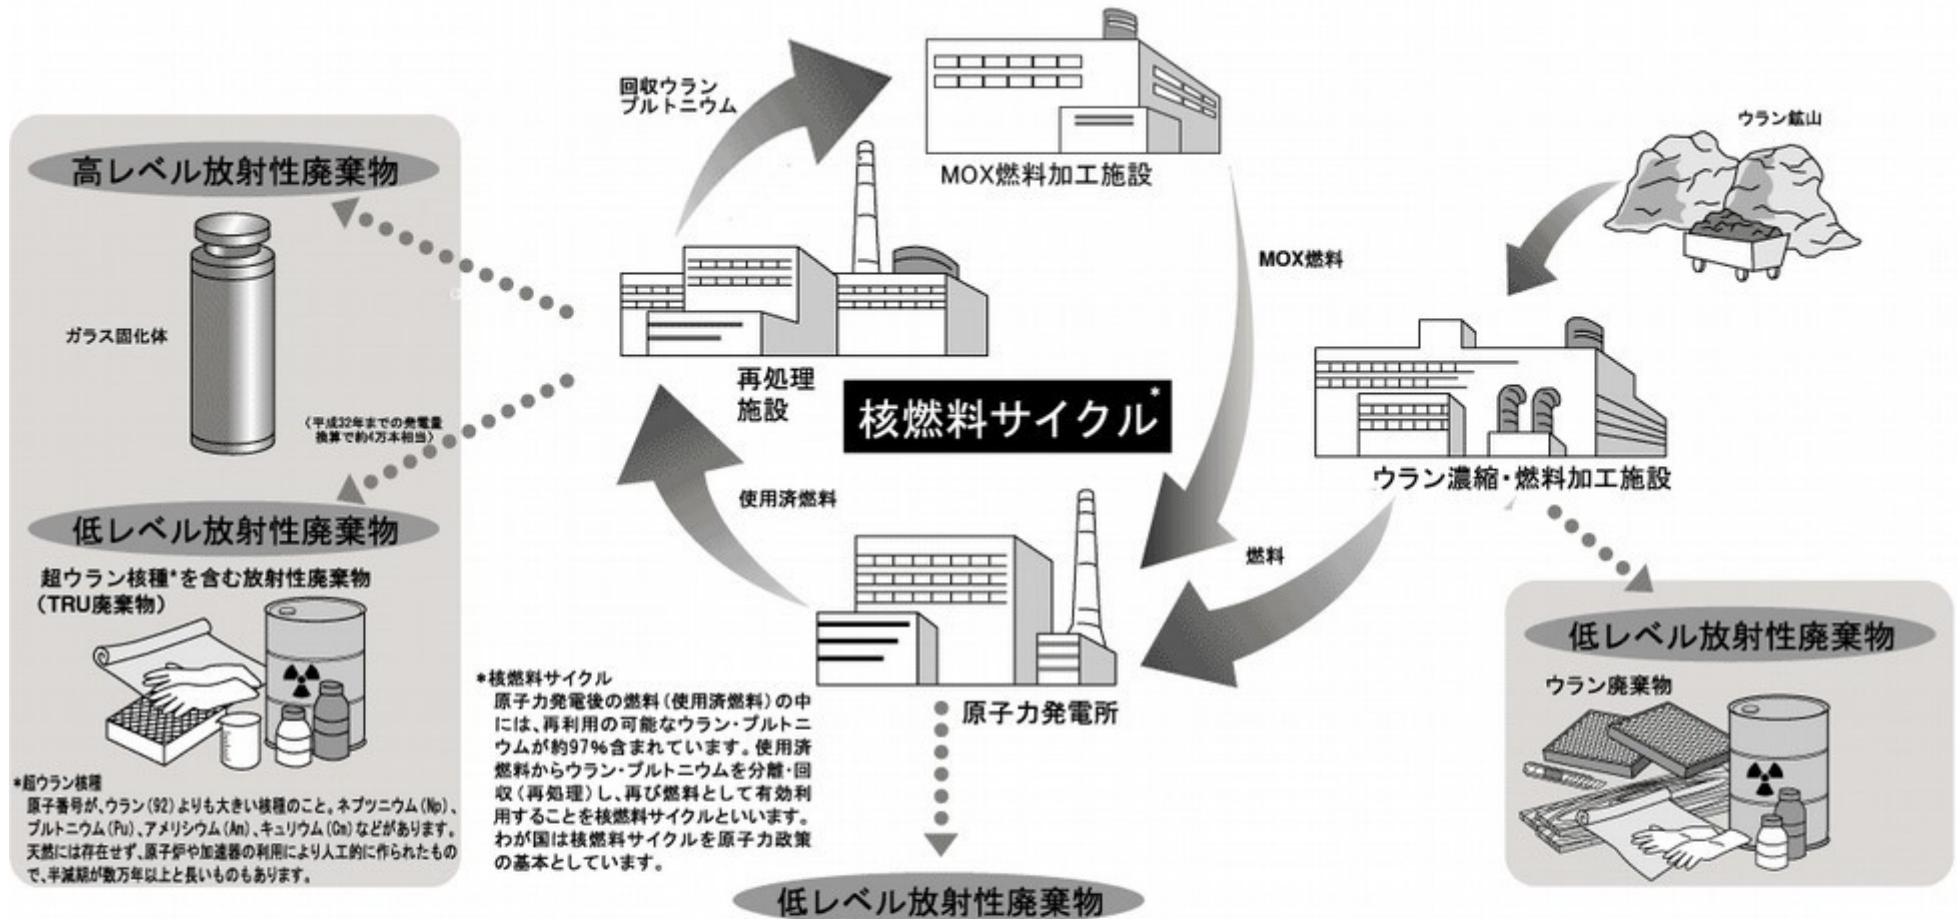 回収ウラン
プルトニウム
MOX燃料加工施設
ウラン鉱山
高レベル放射性廃棄物
MOX燃料
ガラス固化体
再処理
施設
核燃料サイクル*
〈平成32年までの発電量
換算で約4万本相当〉
ウラン濃縮・燃料加工施設
使用済燃料
低レベル放射性廃棄物
燃料
超ウラン核種*を含む放射性廃棄物
（TRU廃棄物）
低レベル放射性廃棄物
ウラン廃棄物
原子力発電所
*核燃料サイクル
原子力発電後の燃料（使用済燃料）の中
には、再利用の可能なウラン・プルトニ
ウムが約97％含まれています。使用済
燃料からウラン・プルトニウムを分離・回
収（再処理）し、再び燃料として有効利
用することを核燃料サイクルといいます。
わが国は核燃料サイクルを原子力政策
の基本としています。
*超ウラン核種
原子番号が、ウラン（92）よりも大きい核種のこと。ネプツニウム（Np）、
プルトニウム（Pu）、アメリシウム（Am）、キュリウム（Cm）などがあります。
天然には存在せず、原子炉や加速器の利用により人工的に作られたもの
で、半減期が数万年以上と長いものもあります。
低レベル放射性廃棄物